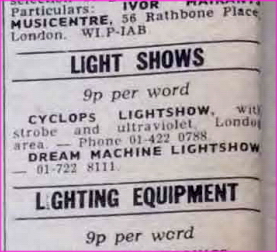 Particulars: IVOR
MUSICENTRE, 56 Rathbone Place
London. W1P-IAB
LIGHT SHOWS
9p per word
CYCLOPS LIGHTSHOW, with
strobe and ultraviolet, London
area. — Phone 01-422 0788.
DREAM MACHINE LIGHTSHOW
— 01-722 8111.
LIGHTING EQUIPMENT
9p per word